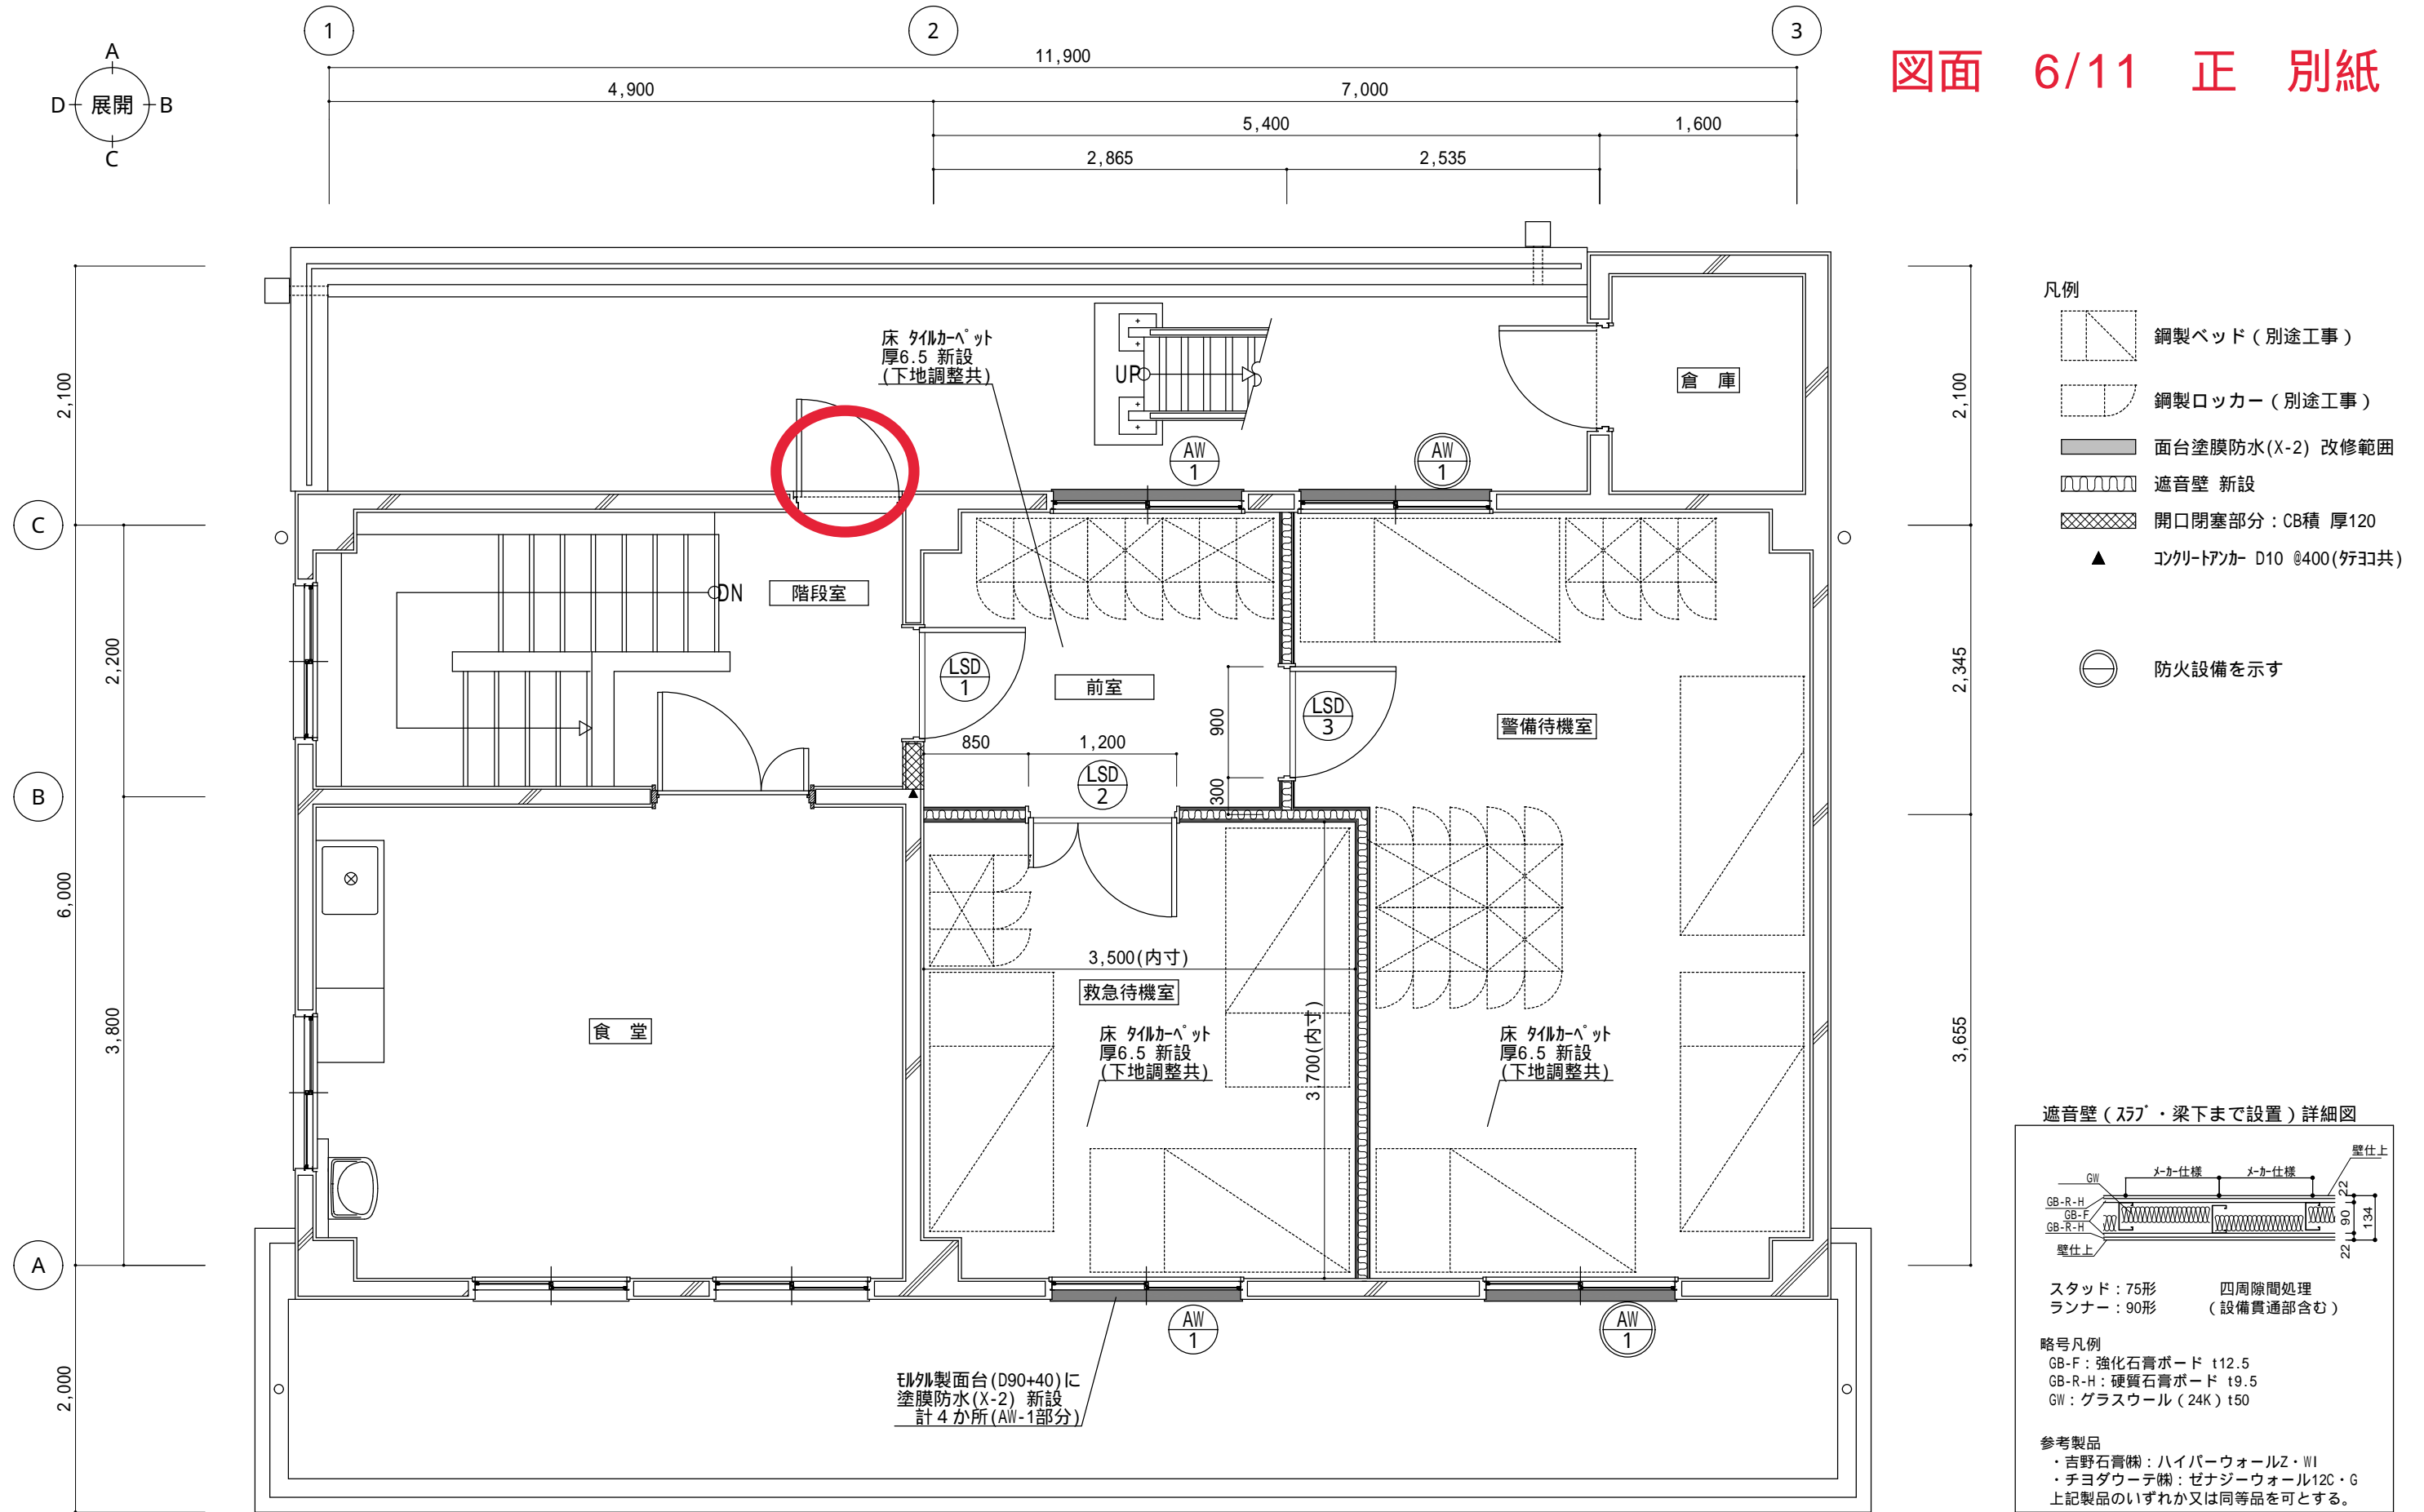 図面　6/11　正　別紙
1
2
3
11,900
4,900
7,000
5,400
1,600
2,865
2,535
A
D
展開
B
C
2,100
2,200
6,000
3,800
2,000
C
B
A
床 ﾀｲﾙｶｰﾍﾟｯﾄ
厚6.5 新設
(下地調整共)
UP
AW
1
AW
1
倉　庫
DN
階段室
LSD
1
前室
LSD
3
警備待機室
900
300
850
1,200
LSD
2
3,500(内寸)
救急待機室
3,700(内寸)
床 ﾀｲﾙｶｰﾍﾟｯﾄ
厚6.5 新設
(下地調整共)
床 ﾀｲﾙｶｰﾍﾟｯﾄ
厚6.5 新設
(下地調整共)
食　堂
AW
1
AW
1
ﾓﾙﾀﾙ製面台(D90+40)に
塗膜防水(X-2) 新設
計４か所(AW-1部分)
2,100
2,345
3,655
凡例
鋼製ベッド（別途工事）
鋼製ロッカー（別途工事）
面台塗膜防水(X-2) 改修範囲
遮音壁 新設
開口閉塞部分：CB積 厚120
▲ ｺﾝｸﾘｰﾄｱﾝｶｰ D10 @400(ﾀﾃﾖｺ共)
防火設備を示す
遮音壁（ｽﾗﾌﾞ・梁下まで設置）詳細図
壁仕上
ﾒｰｶｰ仕様
ﾒｰｶｰ仕様
GW
GB-R-H
GB-F
GB-R-H
壁仕上
22
90
22
134
スタッド：75形
ランナー：90形
四周隙間処理
（設備貫通部含む）
略号凡例
GB-F：強化石膏ボード t12.5
GB-R-H：硬質石膏ボード t9.5
GW：グラスウール（24K）t50
参考製品
・吉野石膏㈱：ハイパーウォールZ・WI
・チヨダウーテ㈱：ゼナジーウォール12C・G
上記製品のいずれか又は同等品を可とする。